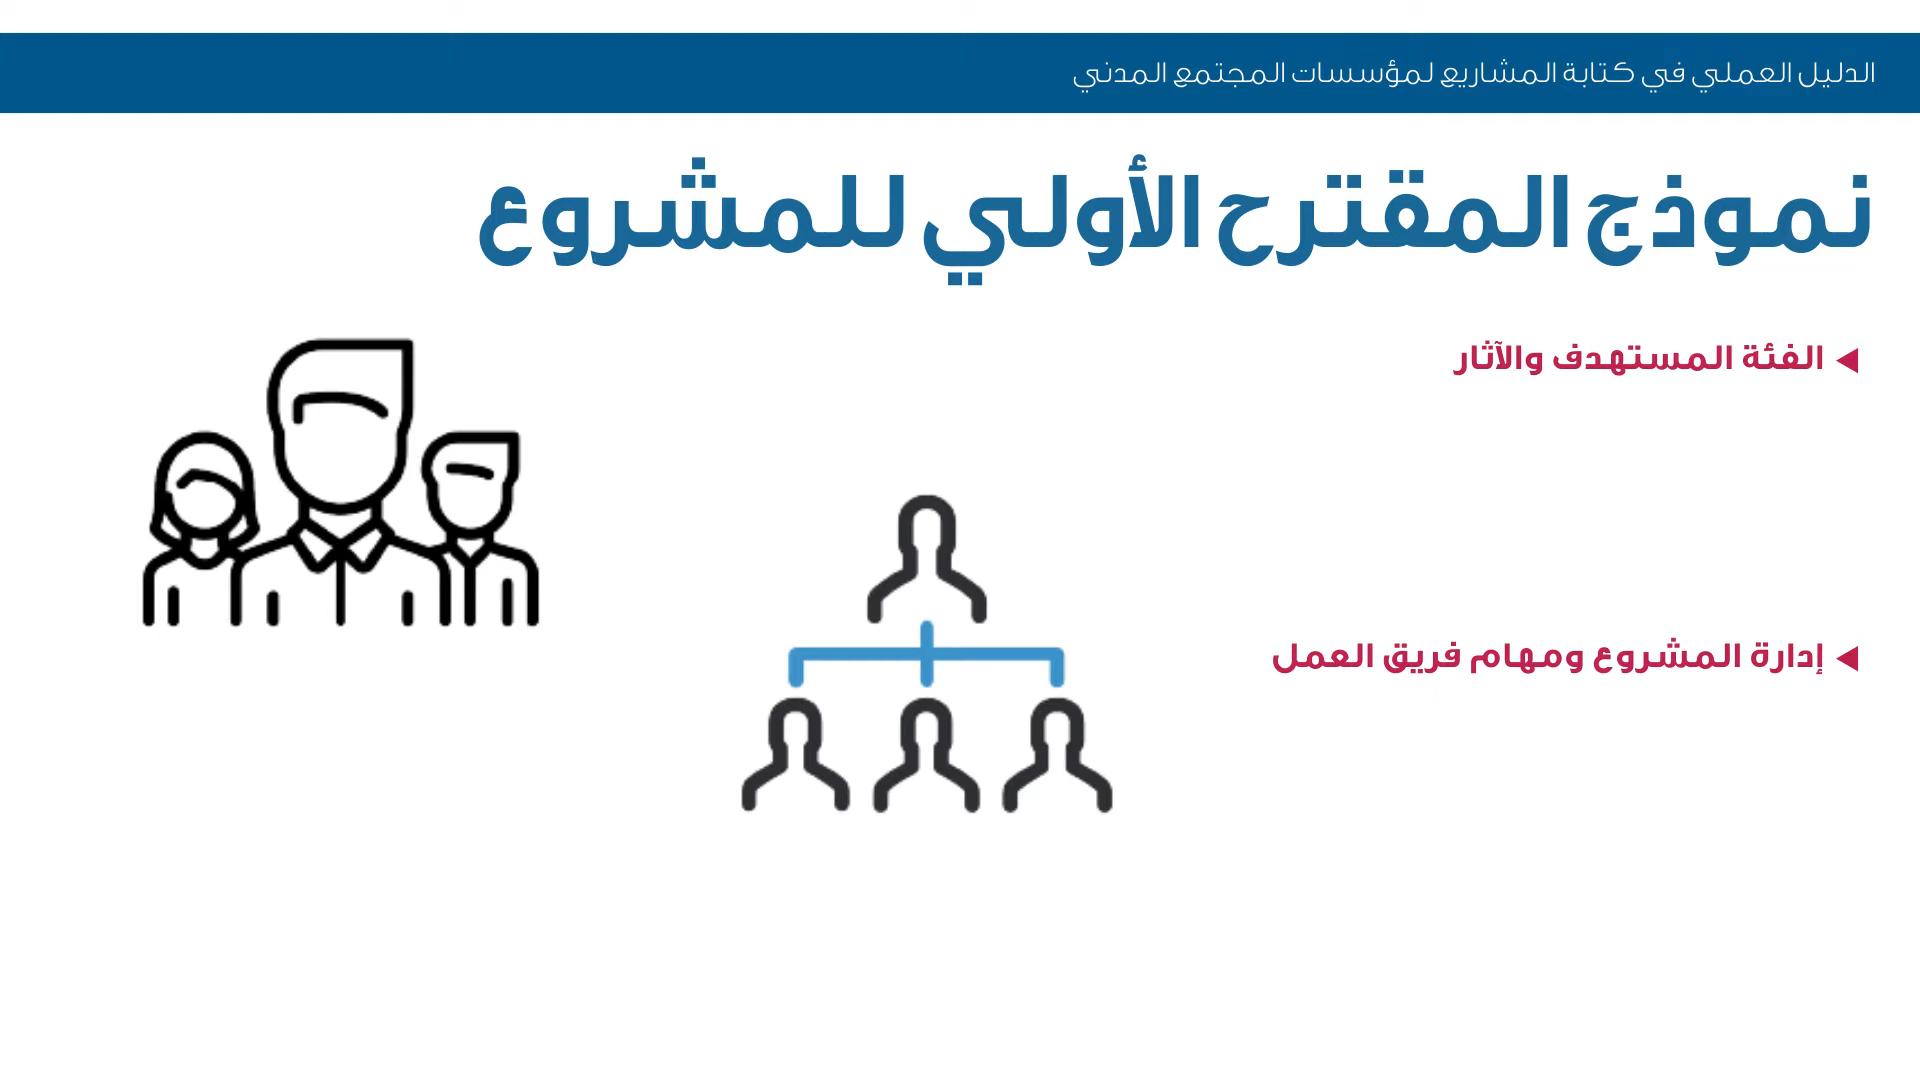 الدليل العملي في كتابة المشاريع لمؤسسات المجتمع المدني
نموذج المقترح الأولي للمشروع
الفئة المستهدف والآثار
إدارة المشروع ومهام فريق العمل